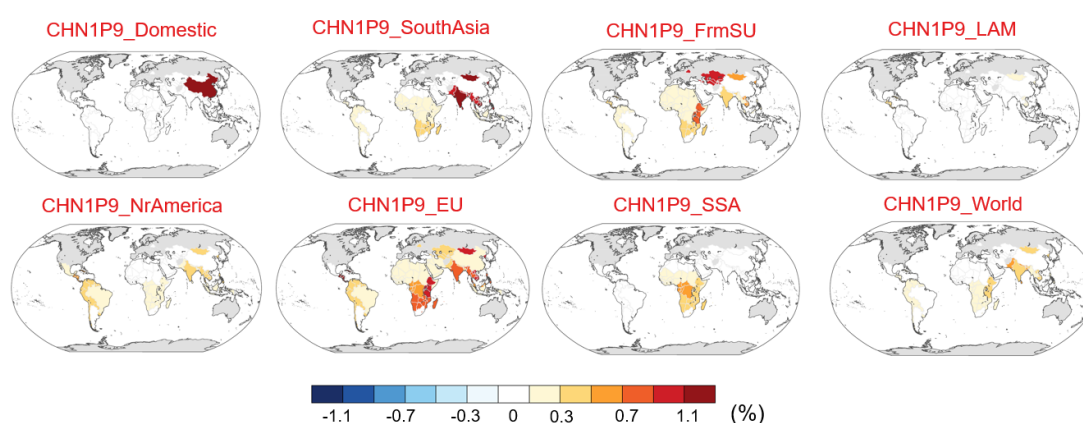 CHN1P9_Domestic
CHN1P9_SouthAsia
CHN1P9_FrmSU
CHN1P9_LAM
CHN1P9_NrAmerica
CHN1P9_EU
CHN1P9_SSA
CHN1P9_World
-1.1 -0.7 -0.3 0 0.3 0.7 1.1 (%)